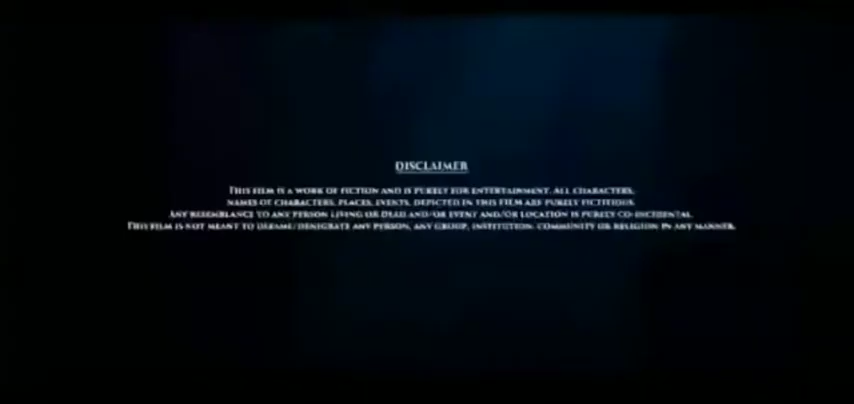 DISCLAIMER
THIS FILM IS A WORK OF FICTION AND IS PURELY FOR ENTERTAINMENT. ALL CHARACTERS,
NAMES OF CHARACTERS, PLACES, EVENTS, DEPICTED IN THIS FILM ARE PURELY FICTITIOUS.
ANY RESEMBLANCE TO ANY PERSON LIVING OR DEAD AND/OR EVENT AND/OR LOCATION IS PURELY CO-INCIDENTAL.
THIS FILM IS NOT MEANT TO DEFAME/DENIGRATE ANY PERSON, ANY GROUP, INSTITUTION, COMMUNITY OR RELIGION IN ANY MANNER.